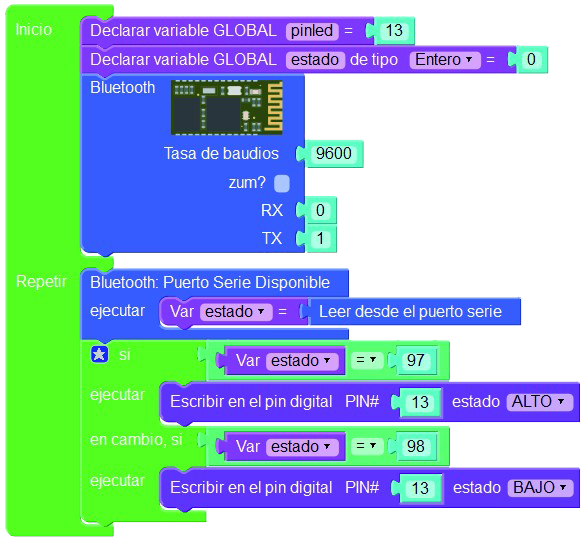 Inicio
Declarar variable GLOBAL pinled = 13
Declarar variable GLOBAL estado de tipo Entero = 0
Bluetooth
Tasa de baudios 9600
zum?
RX 0
TX 1
Repetir
Bluetooth: Puerto Serie Disponible
ejecutar Var estado = Leer desde el puerto serie
si Var estado = 97
ejecutar Escribir en el pin digital PIN# 13 estado ALTO
en cambio, si Var estado = 98
ejecutar Escribir en el pin digital PIN# 13 estado BAJO